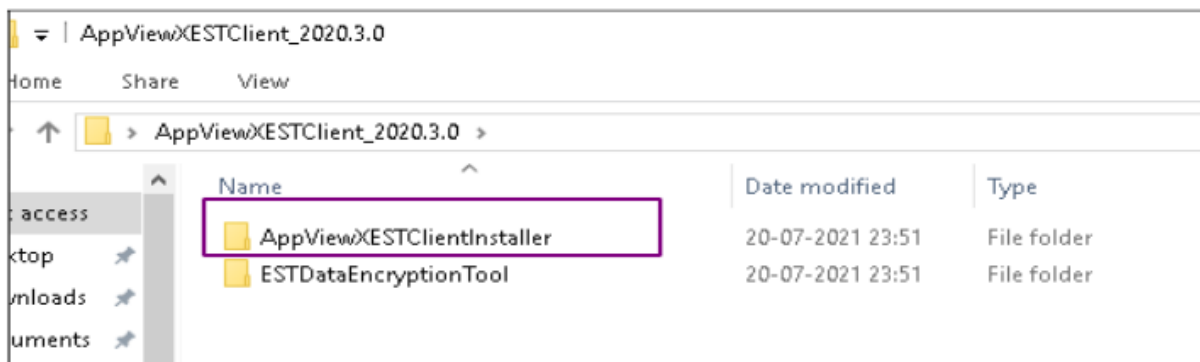 AppViewXESTClient_2020.3.0
Home Share View
AppViewXESTClient_2020.3.0
Name Date modified Type
access
AppViewXESTClientInstaller 20-07-2021 23:51 File folder
ktop
ESTDataEncryptionTool 20-07-2021 23:51 File folder
wnloads
uments